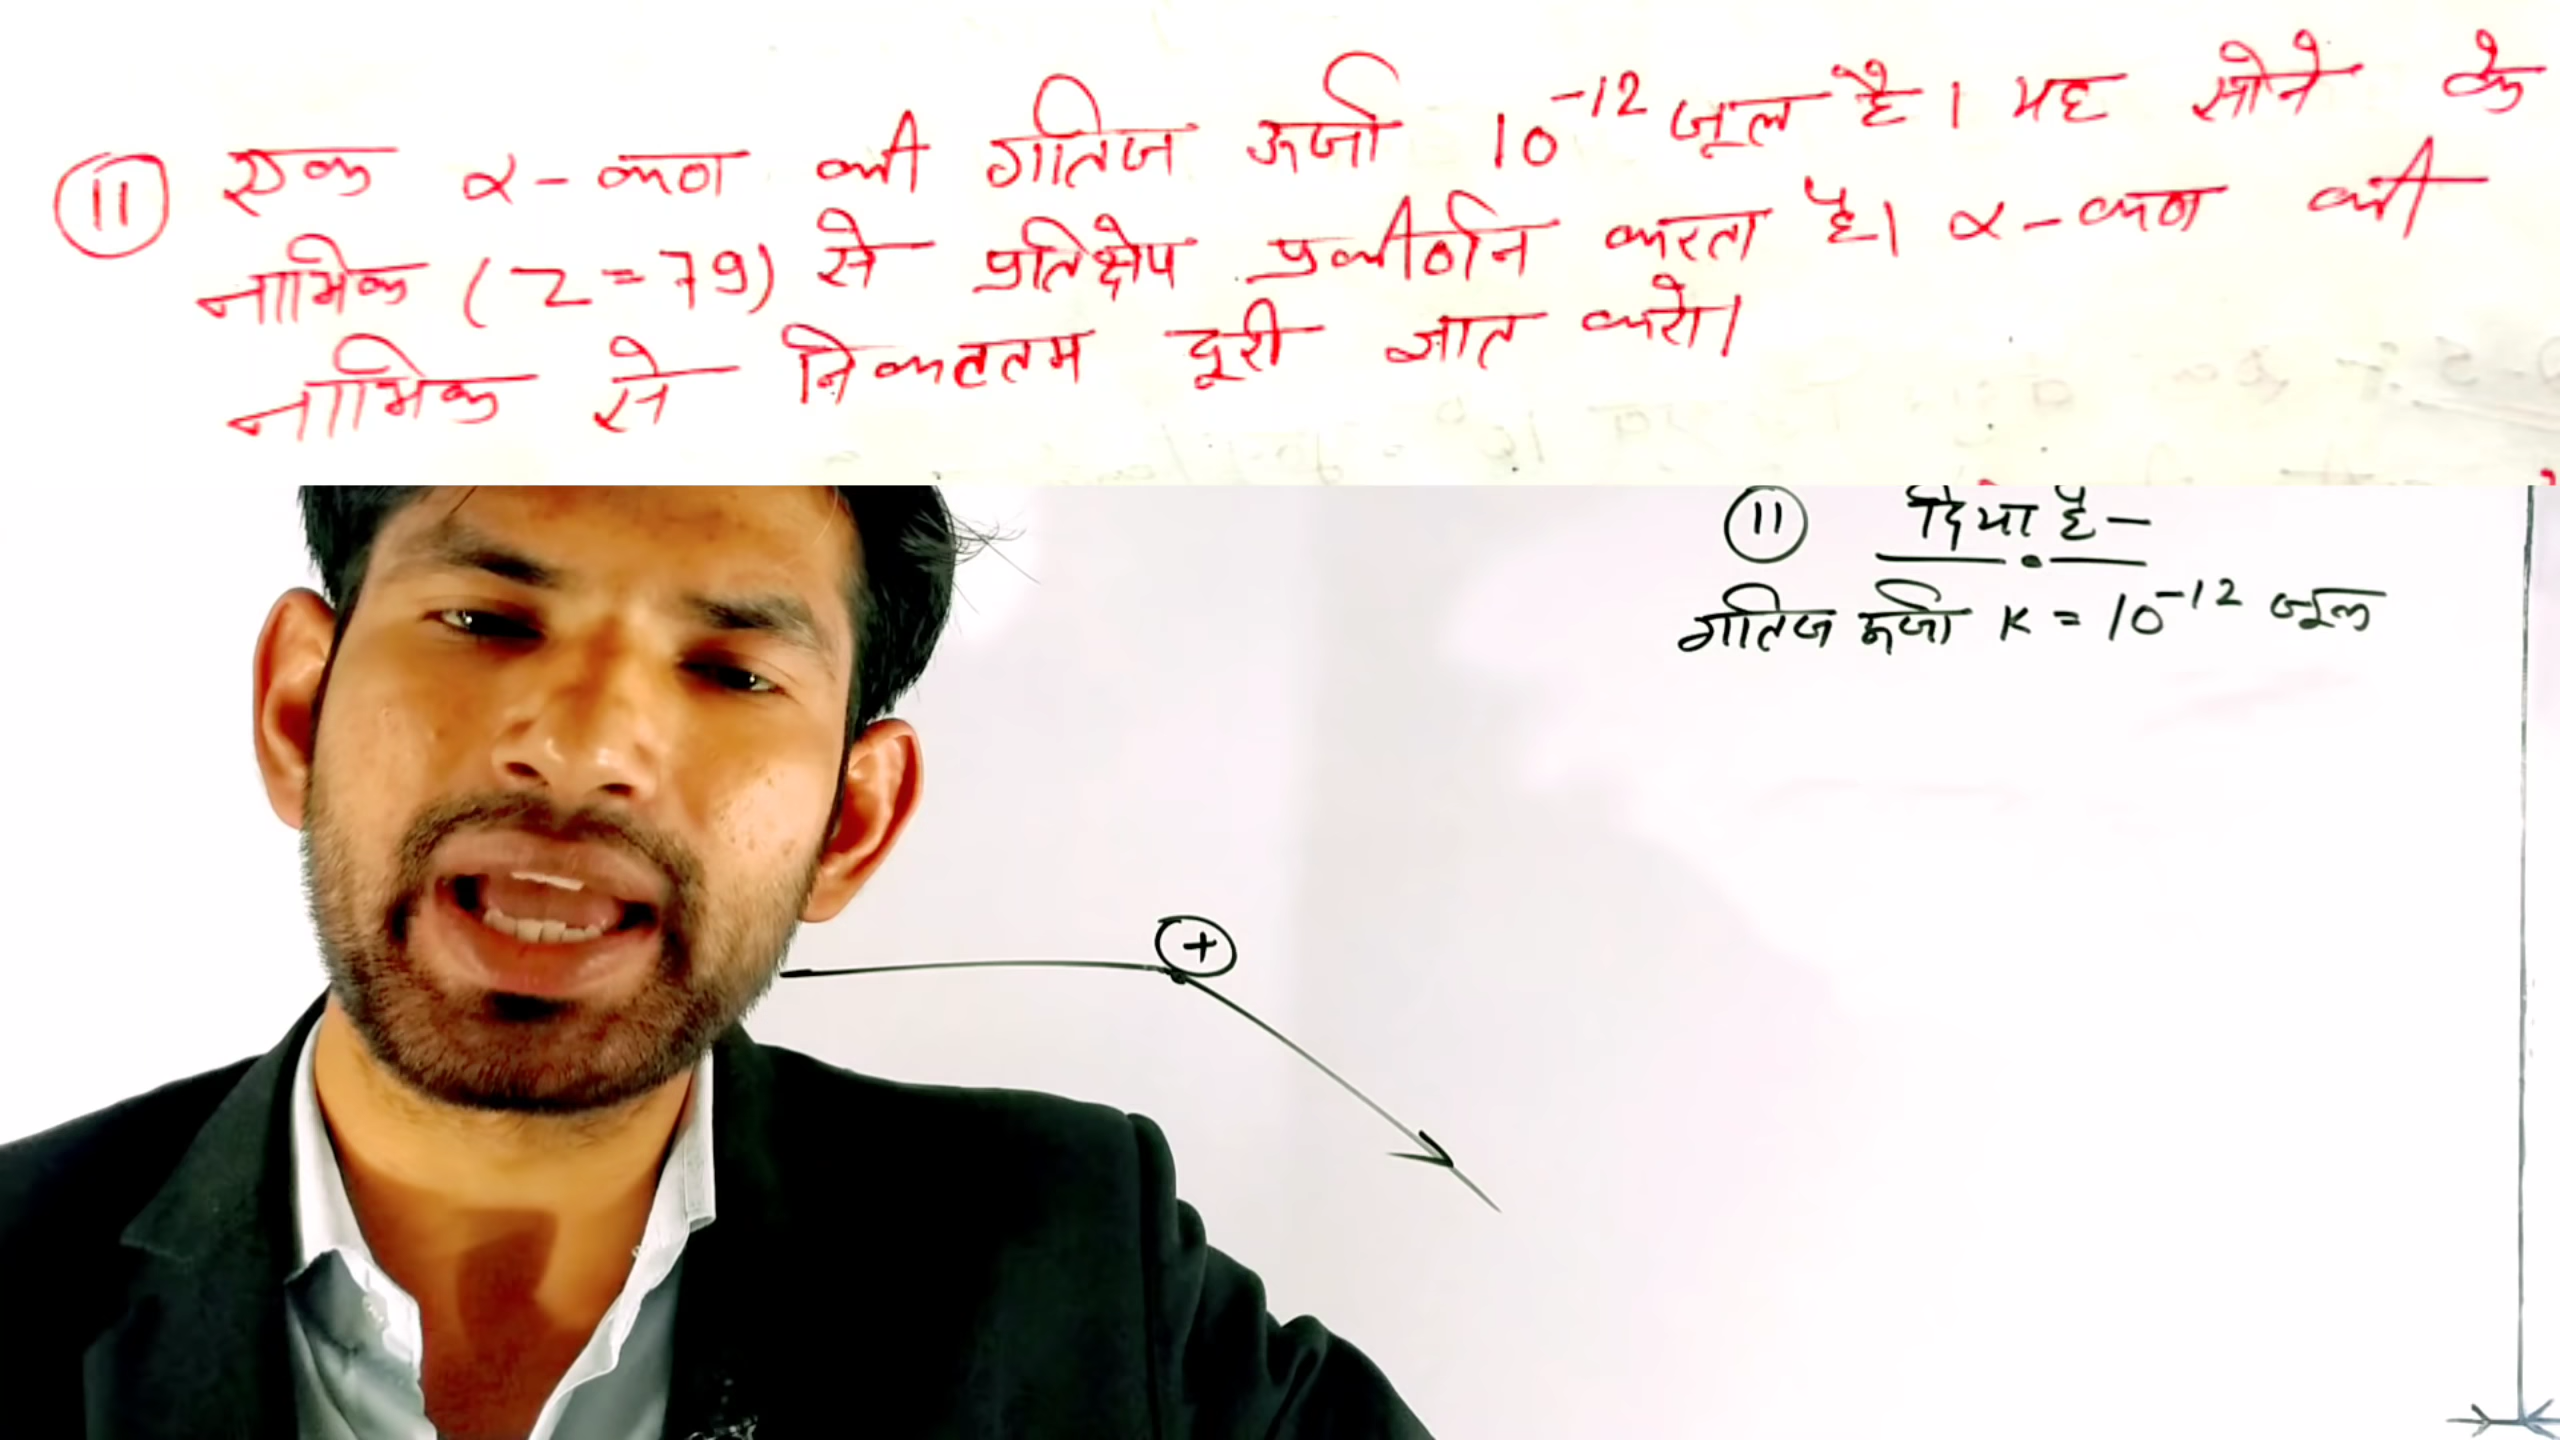 (11) एक α-कण की गतिज ऊर्जा 10⁻¹² जूल है। यह सोने के
नाभिक (Z=79) से प्रतिक्षेप प्रकीर्णन करता है। α-कण की
नाभिक से निकटतम दूरी ज्ञात करो।
(11) दिया है—
गतिज ऊर्जा K = 10⁻¹² जूल
+